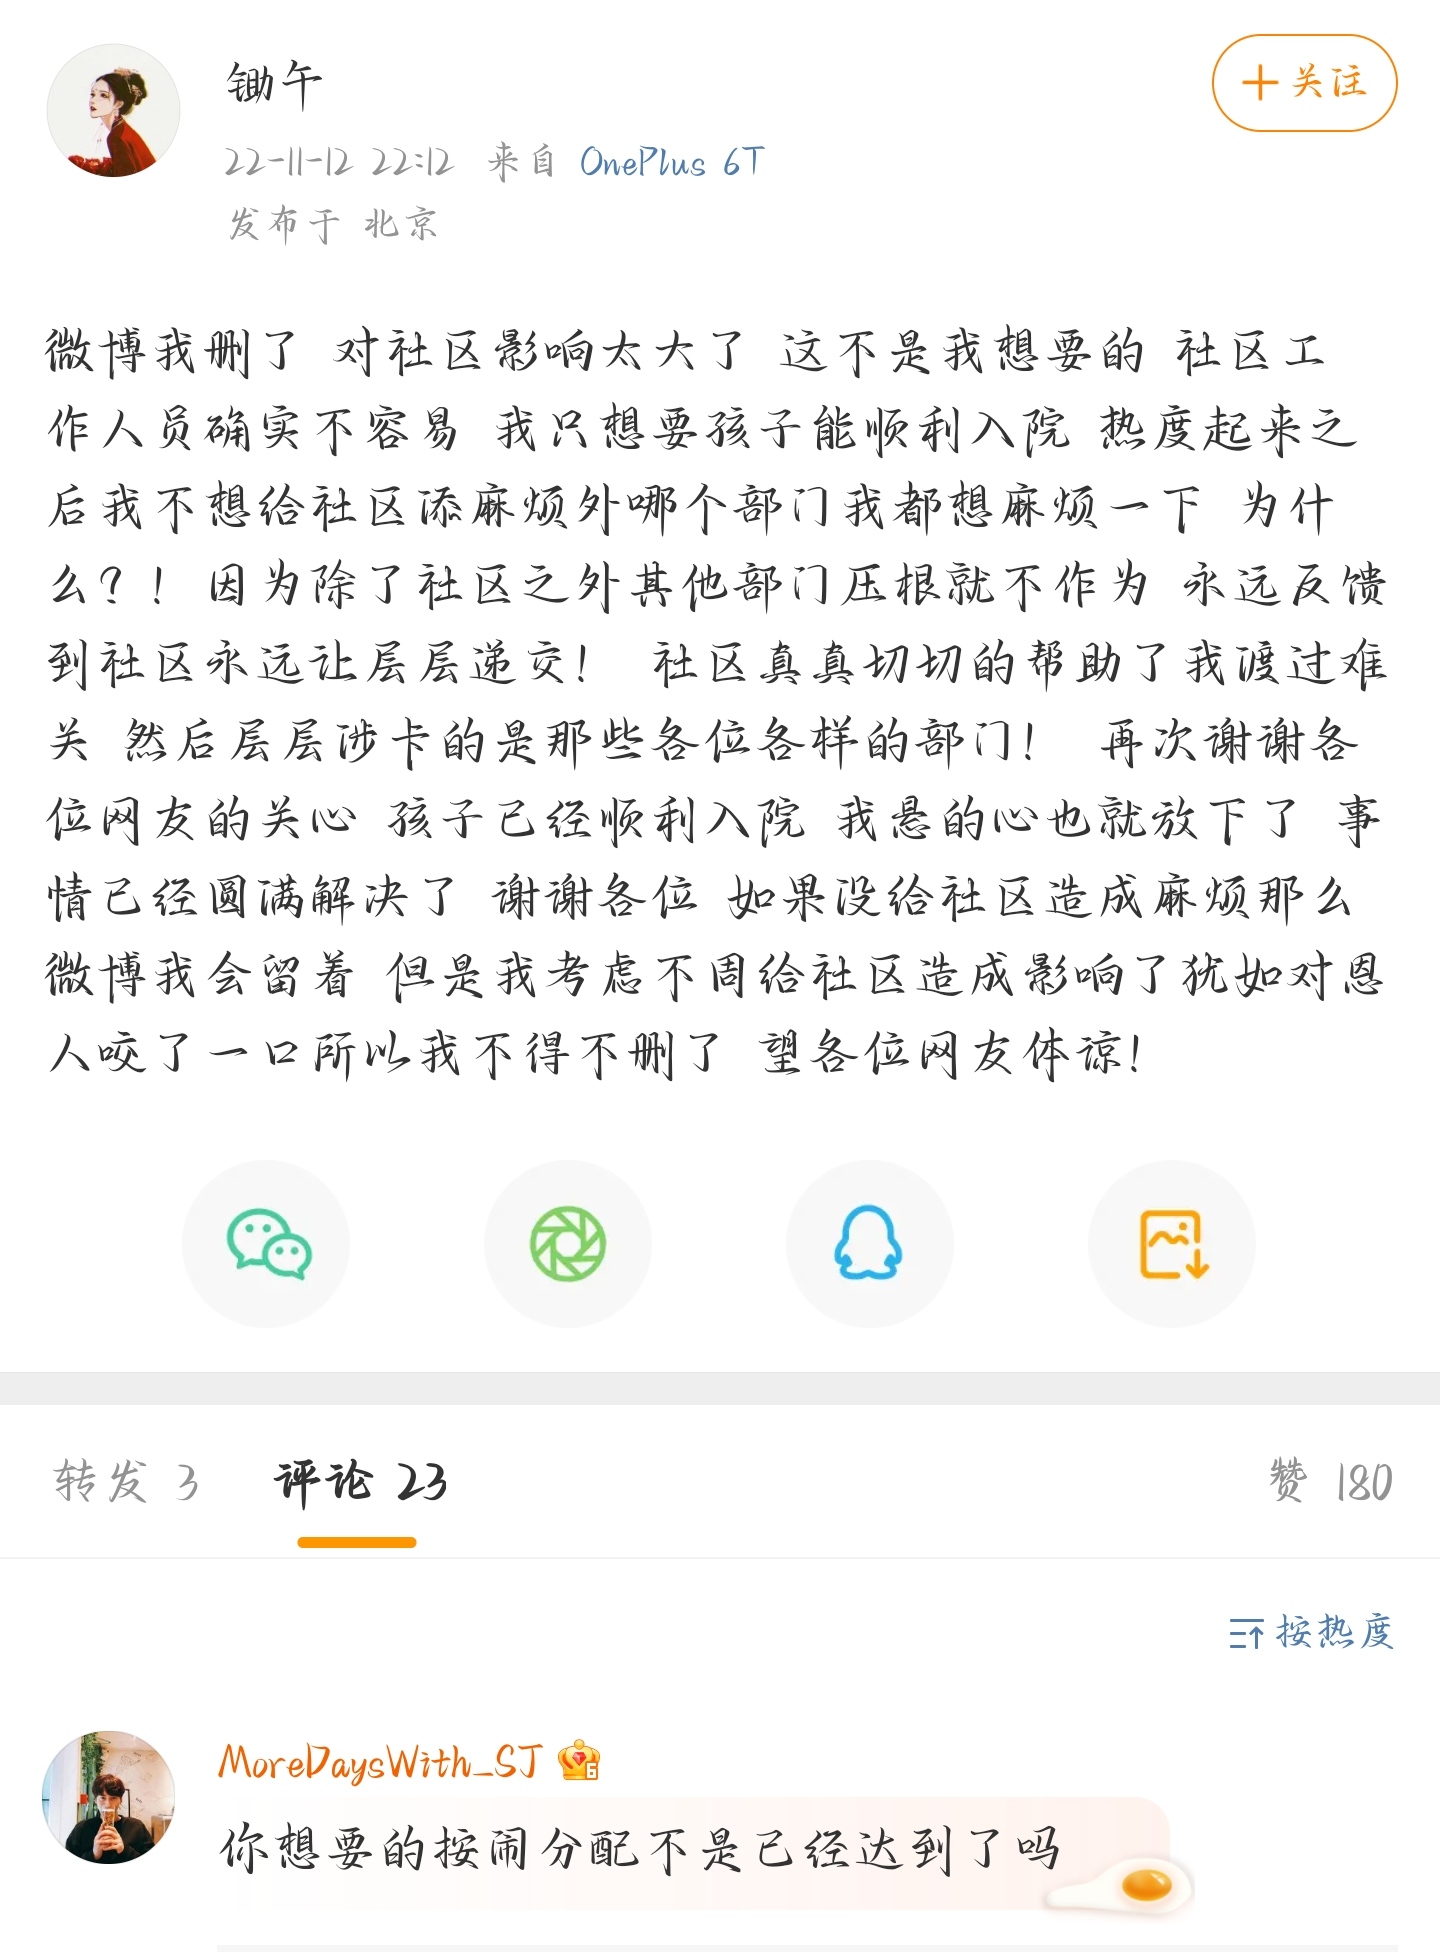 锄午
+关注
22-11-12 22:12 来自 OnePlus 6T
发布于 北京
微博我删了 对社区影响太大了 这不是我想要的 社区工
作人员确实不容易 我只想要孩子能顺利入院 热度起来之
后我不想给社区添麻烦外哪个部门我都想麻烦一下 为什
么?! 因为除了社区之外其他部门压根就不作为 永远反馈
到社区永远让层层递交! 社区真真切切的帮助了我渡过难
关 然后层层涉卡的是那些各位各样的部门! 再次谢谢各
位网友的关心 孩子已经顺利入院 我悬的心也就放下了 事
情已经圆满解决了 谢谢各位 如果没给社区造成麻烦那么
微博我会留着 但是我考虑不周给社区造成影响了犹如对恩
人咬了一口所以我不得不删了 望各位网友体谅!
转发 3 评论 23 赞 180
按热度
MoreDaysWith_SJ 6
你想要的按闹分配不是已经达到了吗